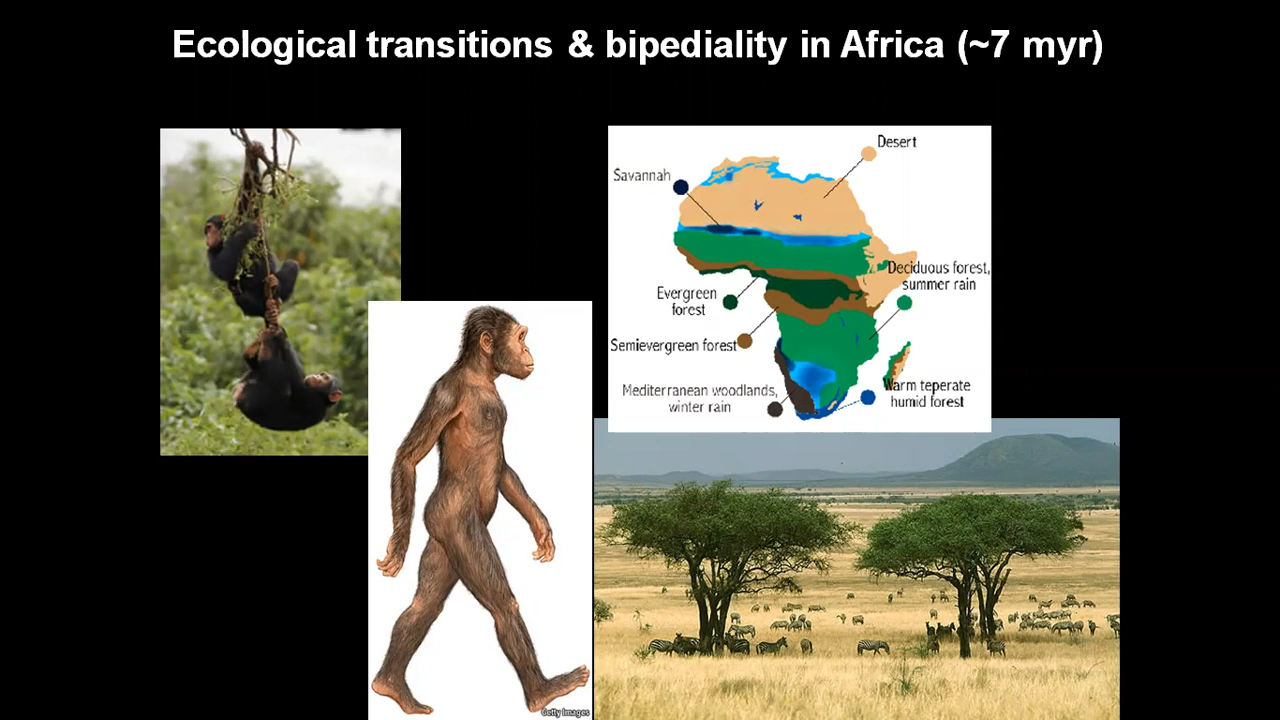 Ecological transitions & bipediality in Africa (~7 myr)
Desert
Savannah
Deciduous forest,
summer rain
Evergreen
forest
Semievergreen forest
Mediterranean woodlands,
winter rain
Warm teperate
humid forest
Getty Images